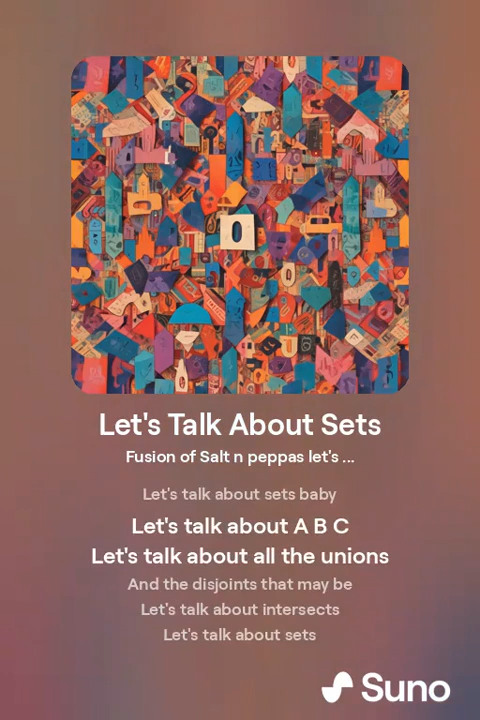 0
Let's Talk About Sets
Fusion of Salt n peppas let's ...
Let's talk about sets baby
Let's talk about A B C
Let's talk about all the unions
And the disjoints that may be
Let's talk about intersects
Let's talk about sets
Suno